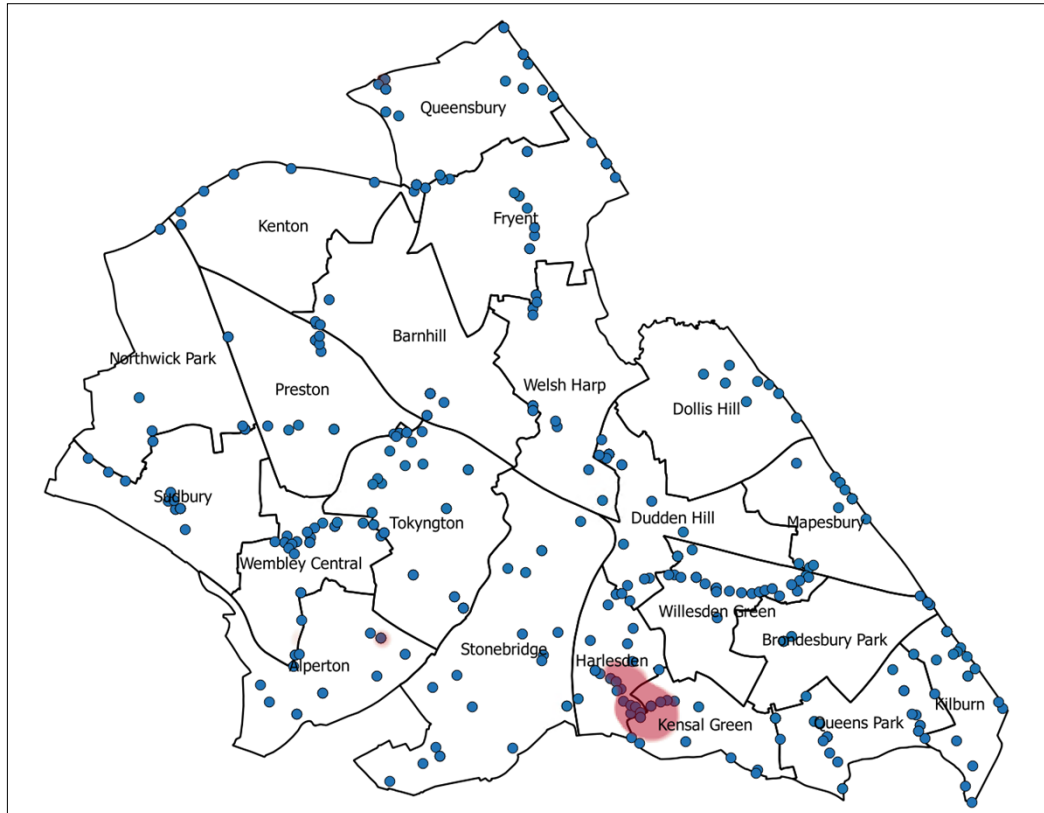 Queensbury
Fryent
Kenton
Barnhill
Northwick Park
Preston
Welsh Harp
Dollis Hill
Sudbury
Tokyngton
Dudden Hill
Mapesbury
Wembley Central
Willesden Green
Brondesbury Park
Stonebridge
Harlesden
Alperton
Kilburn
Queens Park
Kensal Green